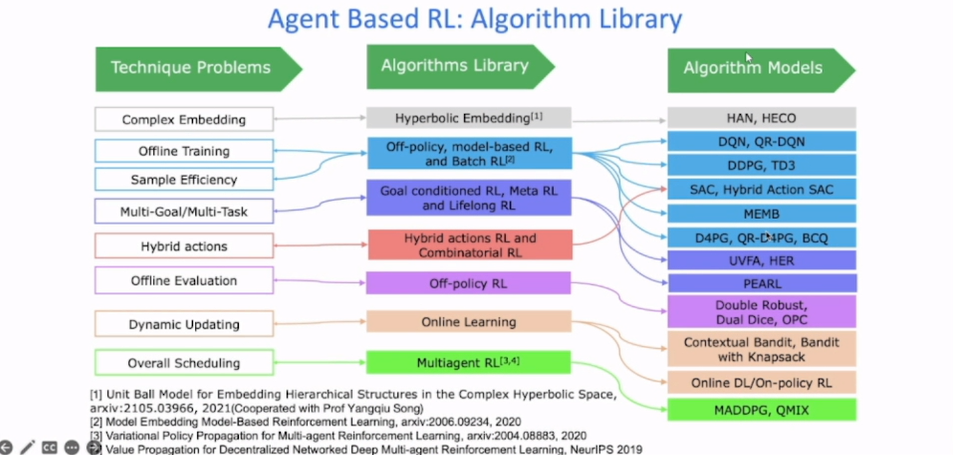 Agent Based RL: Algorithm Library
Technique Problems
Algorithms Library
Algorithm Models
Complex Embedding
Hyperbolic Embedding[1]
HAN, HECO
Offline Training
Off-policy, model-based RL,
and Batch RL[2]
DQN, QR-DQN
DDPG, TD3
Sample Efficiency
SAC, Hybrid Action SAC
Multi-Goal/Multi-Task
Goal conditioned RL, Meta RL
and Lifelong RL
MEMB
D4PG, QR-D4PG, BCQ
Hybrid actions
Hybrid actions RL and
Combinatorial RL
UVFA, HER
PEARL
Offline Evaluation
Off-policy RL
Double Robust,
Dual Dice, OPC
Dynamic Updating
Online Learning
Contextual Bandit, Bandit
with Knapsack
Online DL/On-policy RL
Overall Scheduling
Multiagent RL[3,4]
MADDPG, QMIX
[1] Unit Ball Model for Embedding Hierarchical Structures in the Complex Hyperbolic Space,
arxiv:2105.03966, 2021(Cooperated with Prof Yangqiu Song)
[2] Model Embedding Model-Based Reinforcement Learning, arxiv:2006.09234, 2020
[3] Variational Policy Propagation for Multi-agent Reinforcement Learning, arxiv:2004.08883, 2020
Value Propagation for Decentralized Networked Deep Multi-agent Reinforcement Learning, NeurIPS 2019